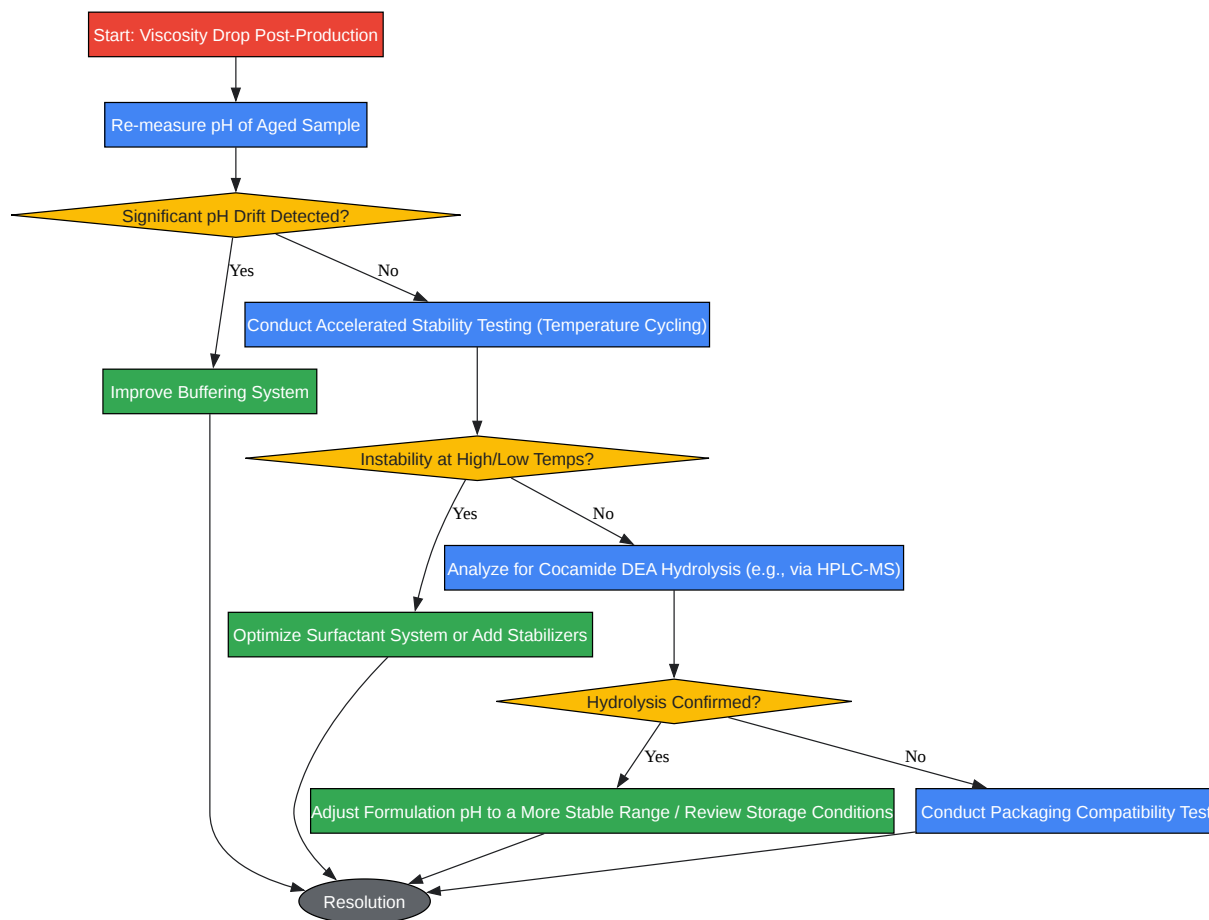 Start: Viscosity Drop Post-Production
Re-measure pH of Aged Sample
Significant pH Drift Detected?
Yes
No
Conduct Accelerated Stability Testing (Temperature Cycling)
Improve Buffering System
Instability at High/Low Temps?
Yes
No
Analyze for Cocamide DEA Hydrolysis (e.g., via HPLC-MS)
Optimize Surfactant System or Add Stabilizers
Hydrolysis Confirmed?
Yes
No
Adjust Formulation pH to a More Stable Range / Review Storage Conditions
Conduct Packaging Compatibility Test
Resolution